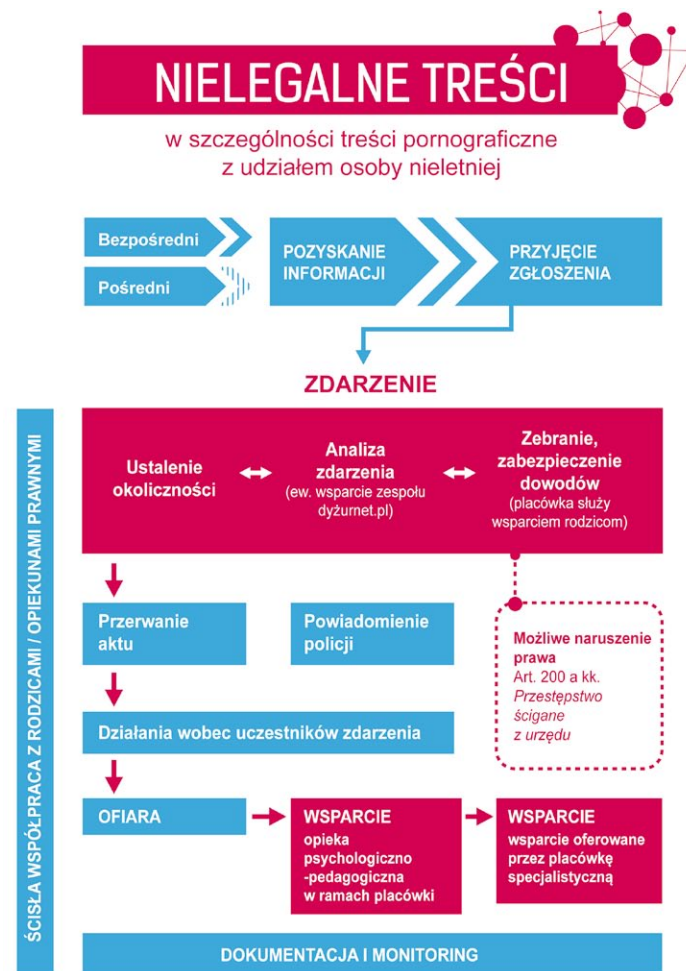 NIELEGALNE TREŚCI
w szczególności treści pornograficzne
z udziałem osoby nieletniej
Bezpośredni
Pośredni
POZYSKANIE
INFORMACJI
PRZYJĘCIE
ZGŁOSZENIA
ZDARZENIE
ŚCISŁA WSPÓŁPRACA Z RODZICAMI / OPIEKUNAMI PRAWNYMI
Ustalenie
okoliczności
Analiza
zdarzenia
(ew. wsparcie zespołu
dyżurnet.pl)
Zebranie,
zabezpieczenie
dowodów
(placówka służy
wsparciem rodzicom)
Przerwanie
aktu
Powiadomienie
policji
Możliwe naruszenie
prawa
Art. 200 a kk.
Przestępstwo
ścigane
z urzędu
Działania wobec uczestników zdarzenia
OFIARA
WSPARCIE
opieka
psychologiczno
-pedagogiczna
w ramach placówki
WSPARCIE
wsparcie oferowane
przez placówkę
specjalistyczną
DOKUMENTACJA I MONITORING